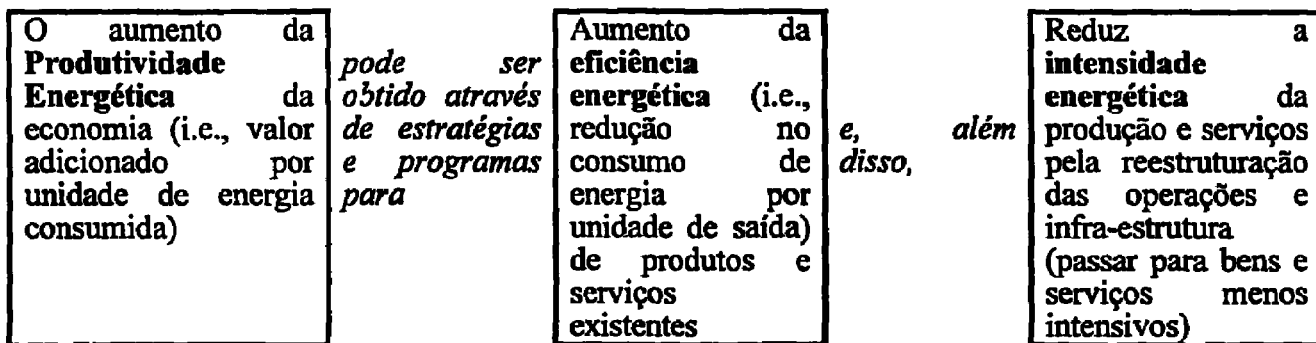 O aumento da
Produtividade
Energética da
economia (i.e., valor
adicionado por
unidade de energia
consumida)
pode ser
obtido através
de estratégias
e programas
para
Aumento da
eficiência
energética (i.e.,
redução no
consumo de
energia por
unidade de saída)
de produtos e
serviços
existentes
e, além
disso,
Reduz a
intensidade
energética da
produção e serviços
pela reestruturação
das operações e
infra-estrutura
(passar para bens e
serviços menos
intensivos)